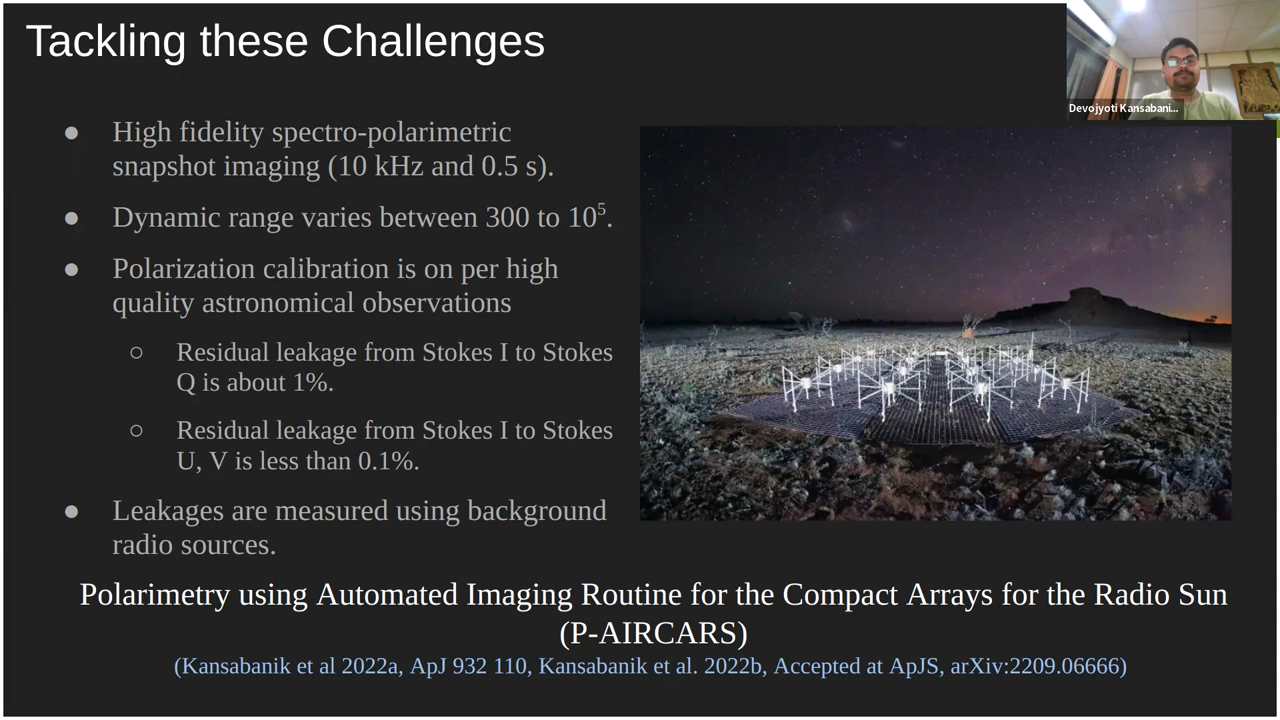 Tackling these Challenges
Devojyoti Kansabani...
● High fidelity spectro-polarimetric
snapshot imaging (10 kHz and 0.5 s).
● Dynamic range varies between 300 to 10⁵.
● Polarization calibration is on per high
quality astronomical observations
○ Residual leakage from Stokes I to Stokes
Q is about 1%.
○ Residual leakage from Stokes I to Stokes
U, V is less than 0.1%.
● Leakages are measured using background
radio sources.
Polarimetry using Automated Imaging Routine for the Compact Arrays for the Radio Sun
(P-AIRCARS)
(Kansabanik et al 2022a, ApJ 932 110, Kansabanik et al. 2022b, Accepted at ApJS, arXiv:2209.06666)